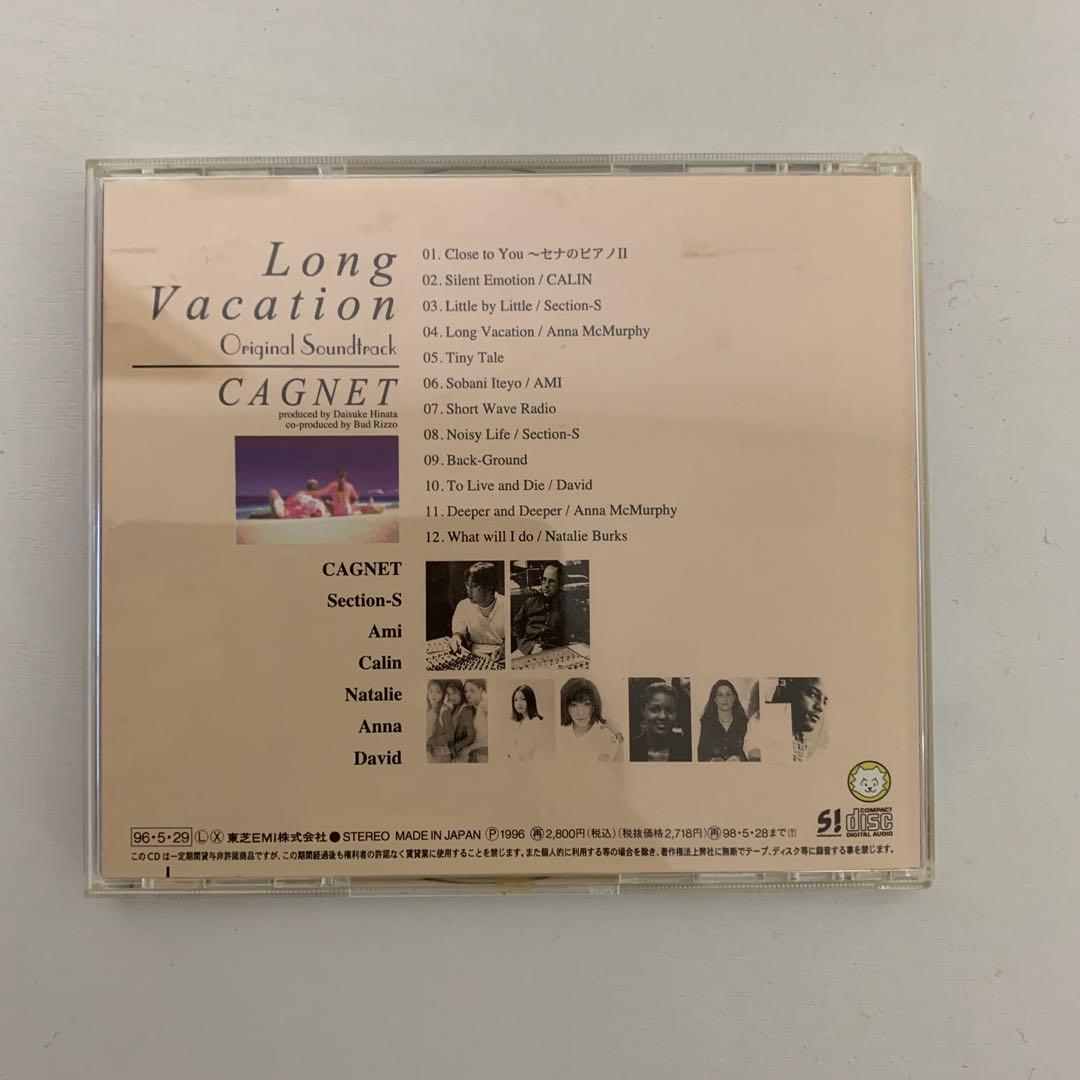 Long
Vacation
Original Soundtrack
CAGNET
produced by Daisuke Hinata
co-produced by Bud Rizzo
01. Close to You 〜セナのピアノII
02. Silent Emotion / CALIN
03. Little by Little / Section-S
04. Long Vacation / Anna McMurphy
05. Tiny Tale
06. Sobani Iteyo / AMI
07. Short Wave Radio
08. Noisy Life / Section-S
09. Back-Ground
10. To Live and Die / David
11. Deeper and Deeper / Anna McMurphy
12. What will I do / Natalie Burks
CAGNET
Section-S
Ami
Calin
Natalie
Anna
David
S! COMPACT disc DIGITAL AUDIO
96・5・29 Ⓛ Ⓧ 東芝EMI株式会社 ● STEREO MADE IN JAPAN Ⓟ1996 ㊢ 2,800円(税込)(税抜価格2,718円)㊢98・5・28まで
このCDは一定期間貸与非許諾商品ですが、この期間経過後も権利者の許諾なく賃貸業に使用することを禁じます。また個人的に利用する等の場合を除き、著作権法上弊社に無断でテープ、ディスク等に録音する事を禁じます。